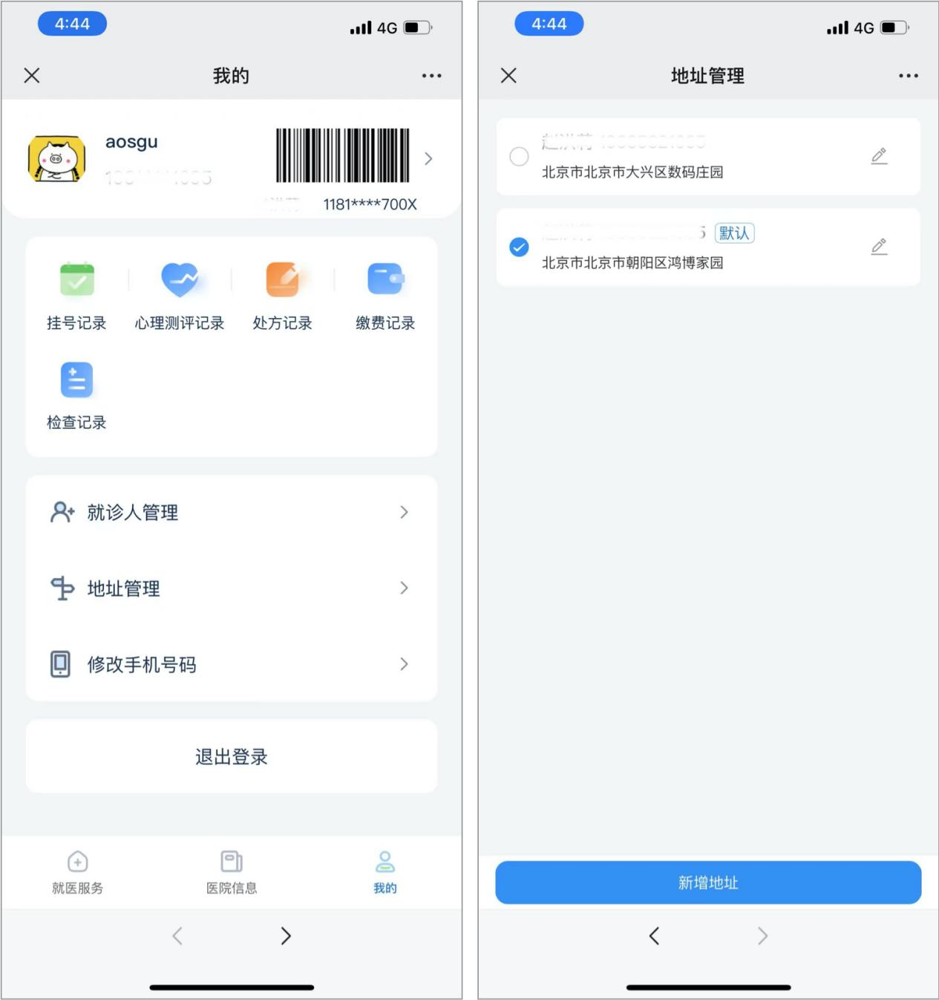 4:44
4G
我的
aosgu
1181****700X
挂号记录
心理测评记录
处方记录
缴费记录
检查记录
就诊人管理
地址管理
修改手机号码
退出登录
就医服务
医院信息
我的
4:44
4G
地址管理
北京市北京市大兴区数码庄园
5 默认
北京市北京市朝阳区鸿博家园
新增地址